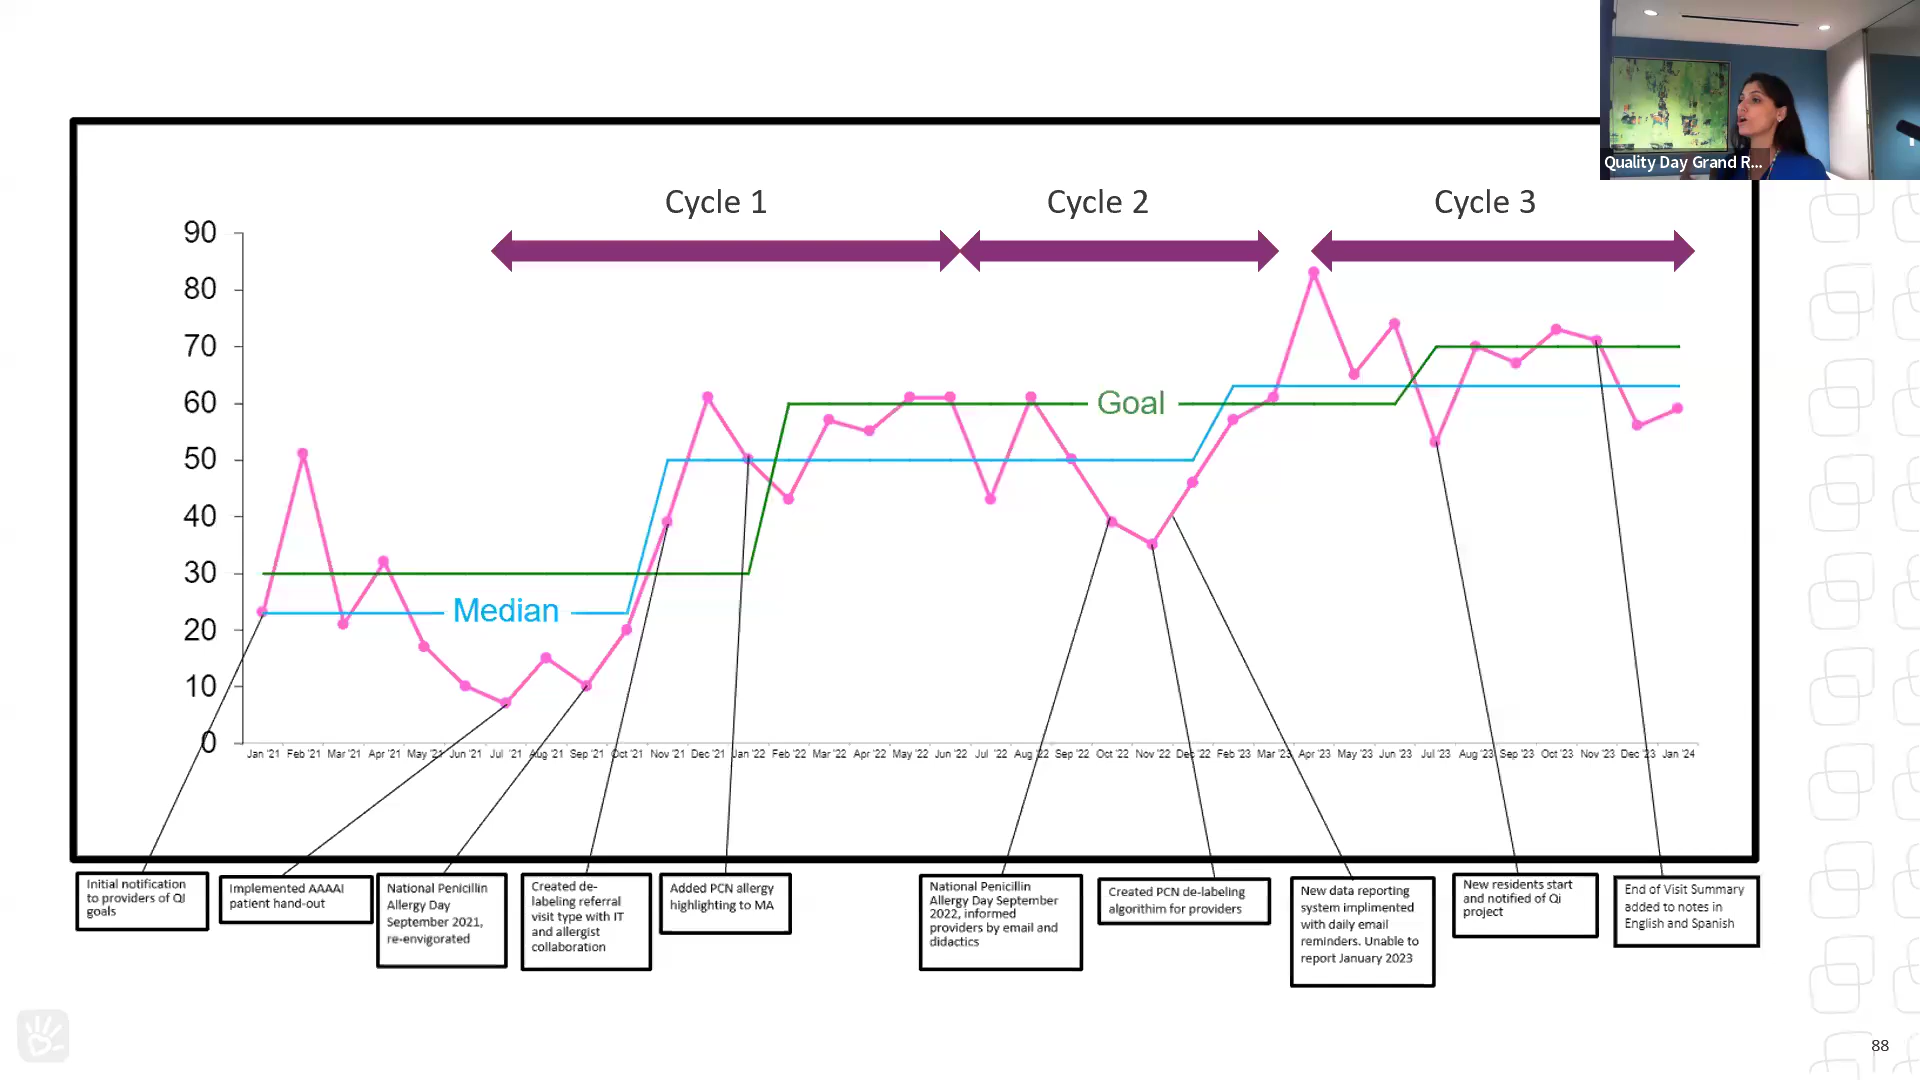 Quality Day Grand R...
Cycle 1
Cycle 2
Cycle 3
90
80
70
60
50
40
30
20
10
0
Goal
Median
Jan '21 Feb '21 Mar '21 Apr '21 May '21 Jun '21 Jul '21 Aug '21 Sep '21 Oct '21 Nov '21 Dec '21 Jan '22 Feb '22 Mar '22 Apr '22 May '22 Jun '22 Jul '22 Aug '22 Sep '22 Oct '22 Nov '22 Dec '22 Feb '23 Mar '23 Apr '23 May '23 Jun '23 Jul '23 Aug '23 Sep '23 Oct '23 Nov '23 Dec '23 Jan '24
Initial notification
to providers of QI
goals
Implemented AAAAI
patient hand-out
National Penicillin
Allergy Day
September 2021,
re-envigorated
Created de-
labeling referral
visit type with IT
and allergist
collaboration
Added PCN allergy
highlighting to MA
National Penicillin
Allergy Day September
2022, informed
providers by email and
didactics
Created PCN de-labeling
algorithim for providers
New data reporting
system implimented
with daily email
reminders. Unable to
report January 2023
New residents start
and notified of Qi
project
End of Visit Summary
added to notes in
English and Spanish
88